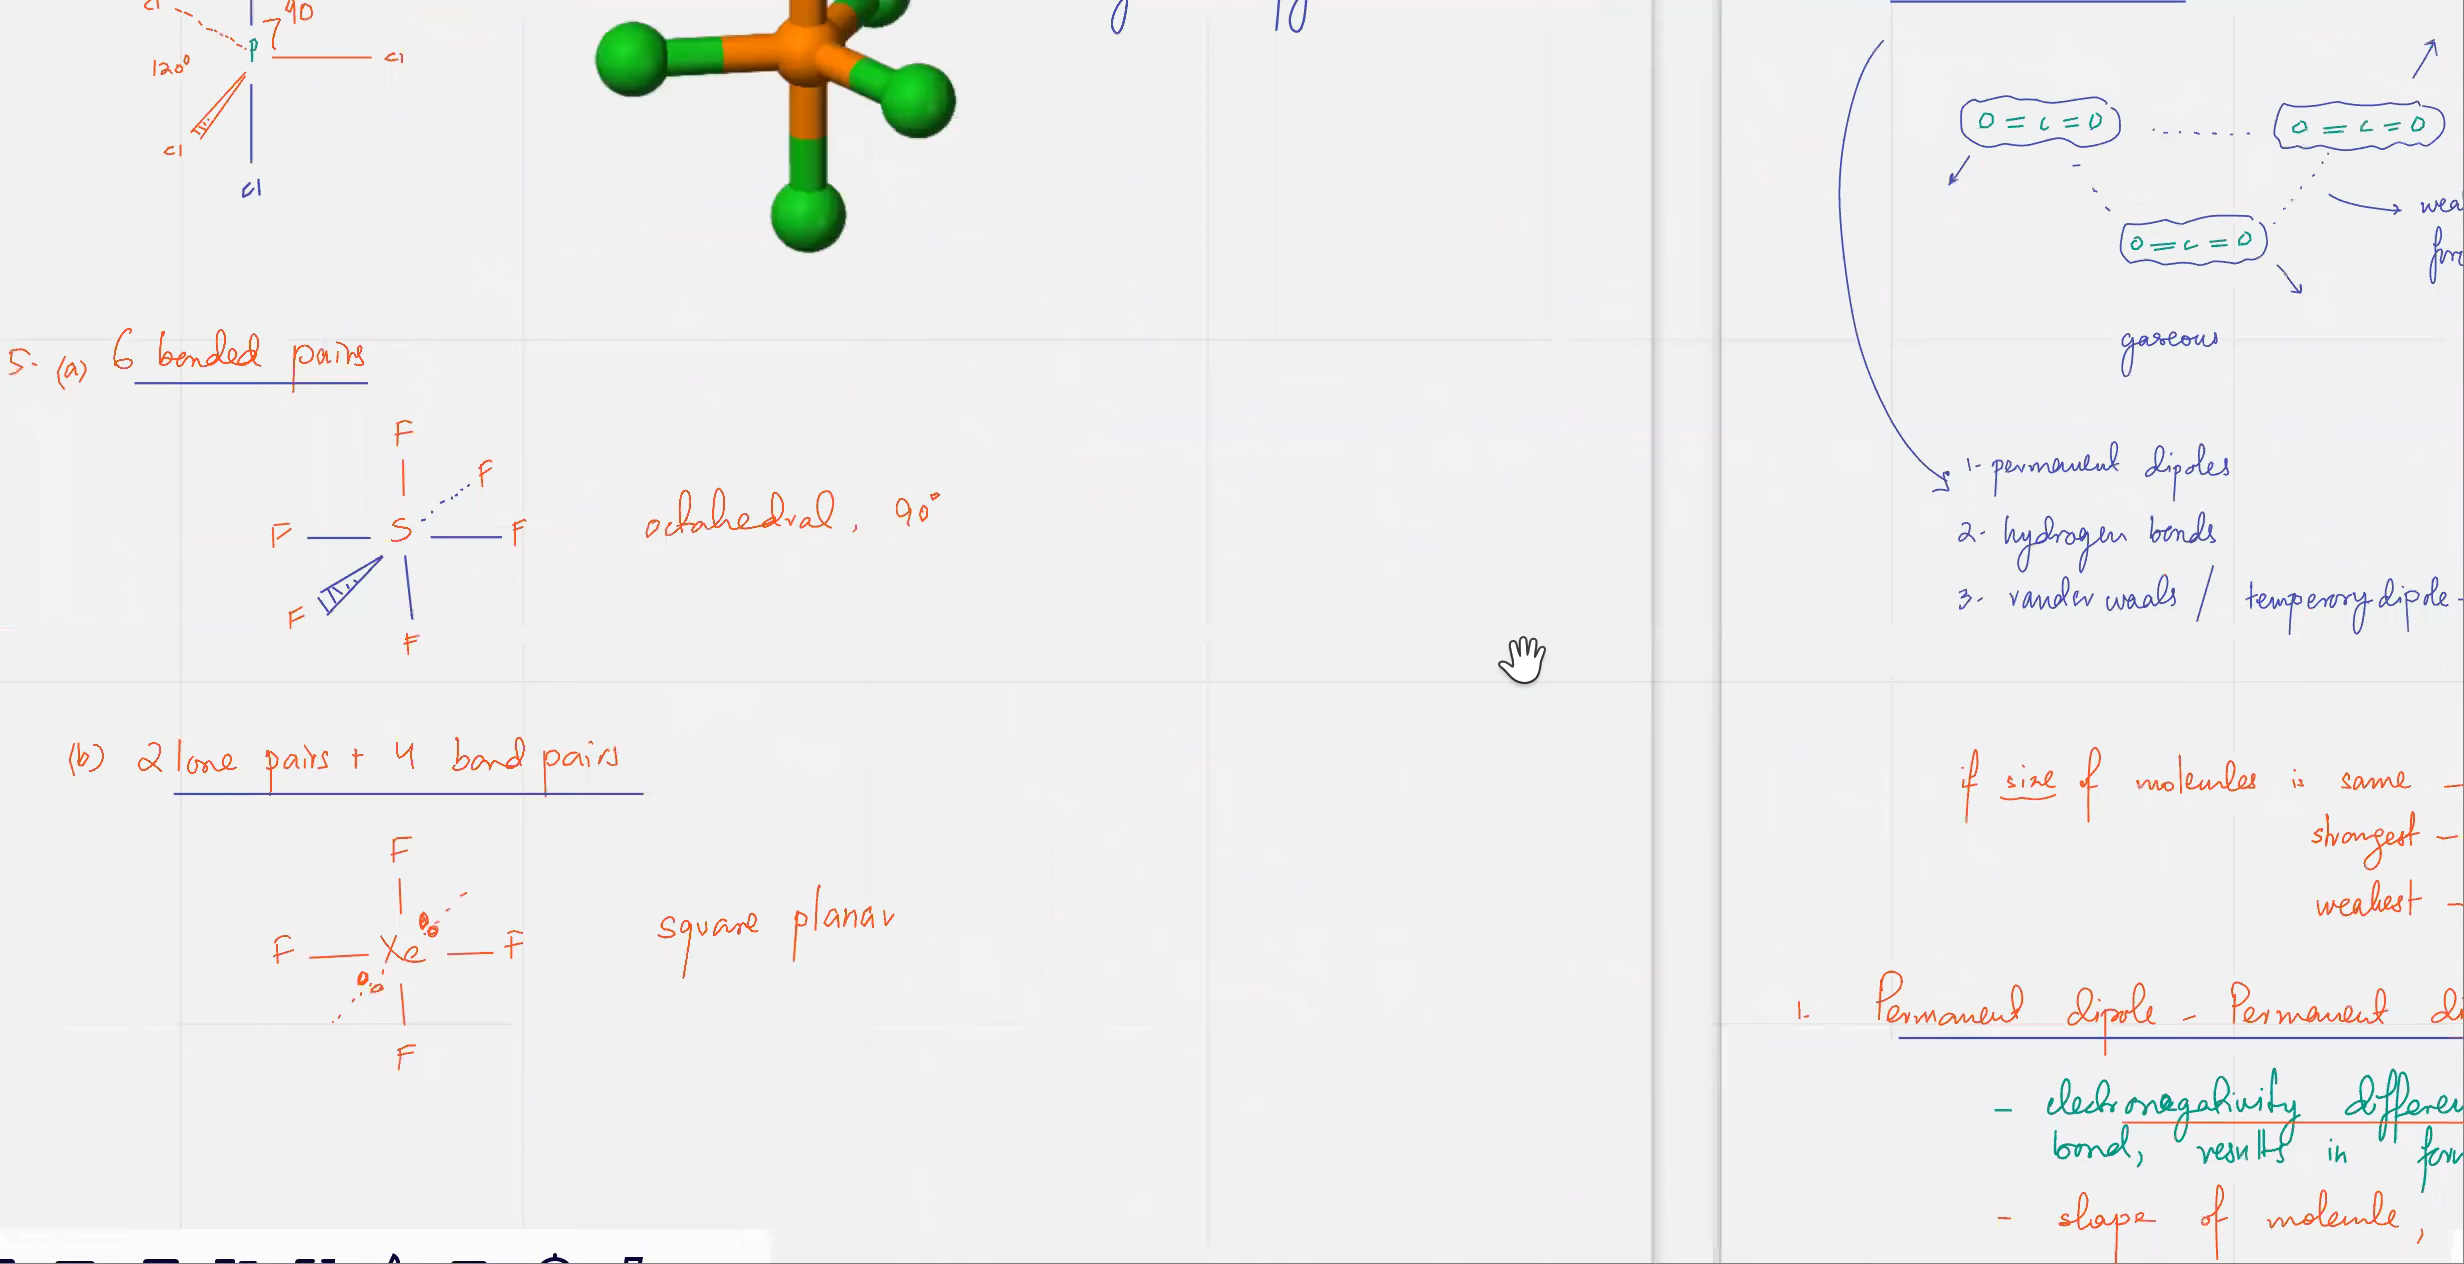 Cl
90
P
120°
Cl
Cl
Cl
10
5. (a) 6 bonded pairs
F
F
F
S
F
F
F
octahedral, 90°
(b) 2 lone pairs + 4 bond pairs
F
F
Xe
F
F
square planar
O = C = O
O = C = O
O = C = O
gaseous
1- permanent dipoles
2- hydrogen bonds
3- vander waals / temperory dipole -
if size of molecules is same -
strongest -
weakest -
1. Permanent dipole - Permanent
- electronegativity
bond, results in
- shape of molecule,